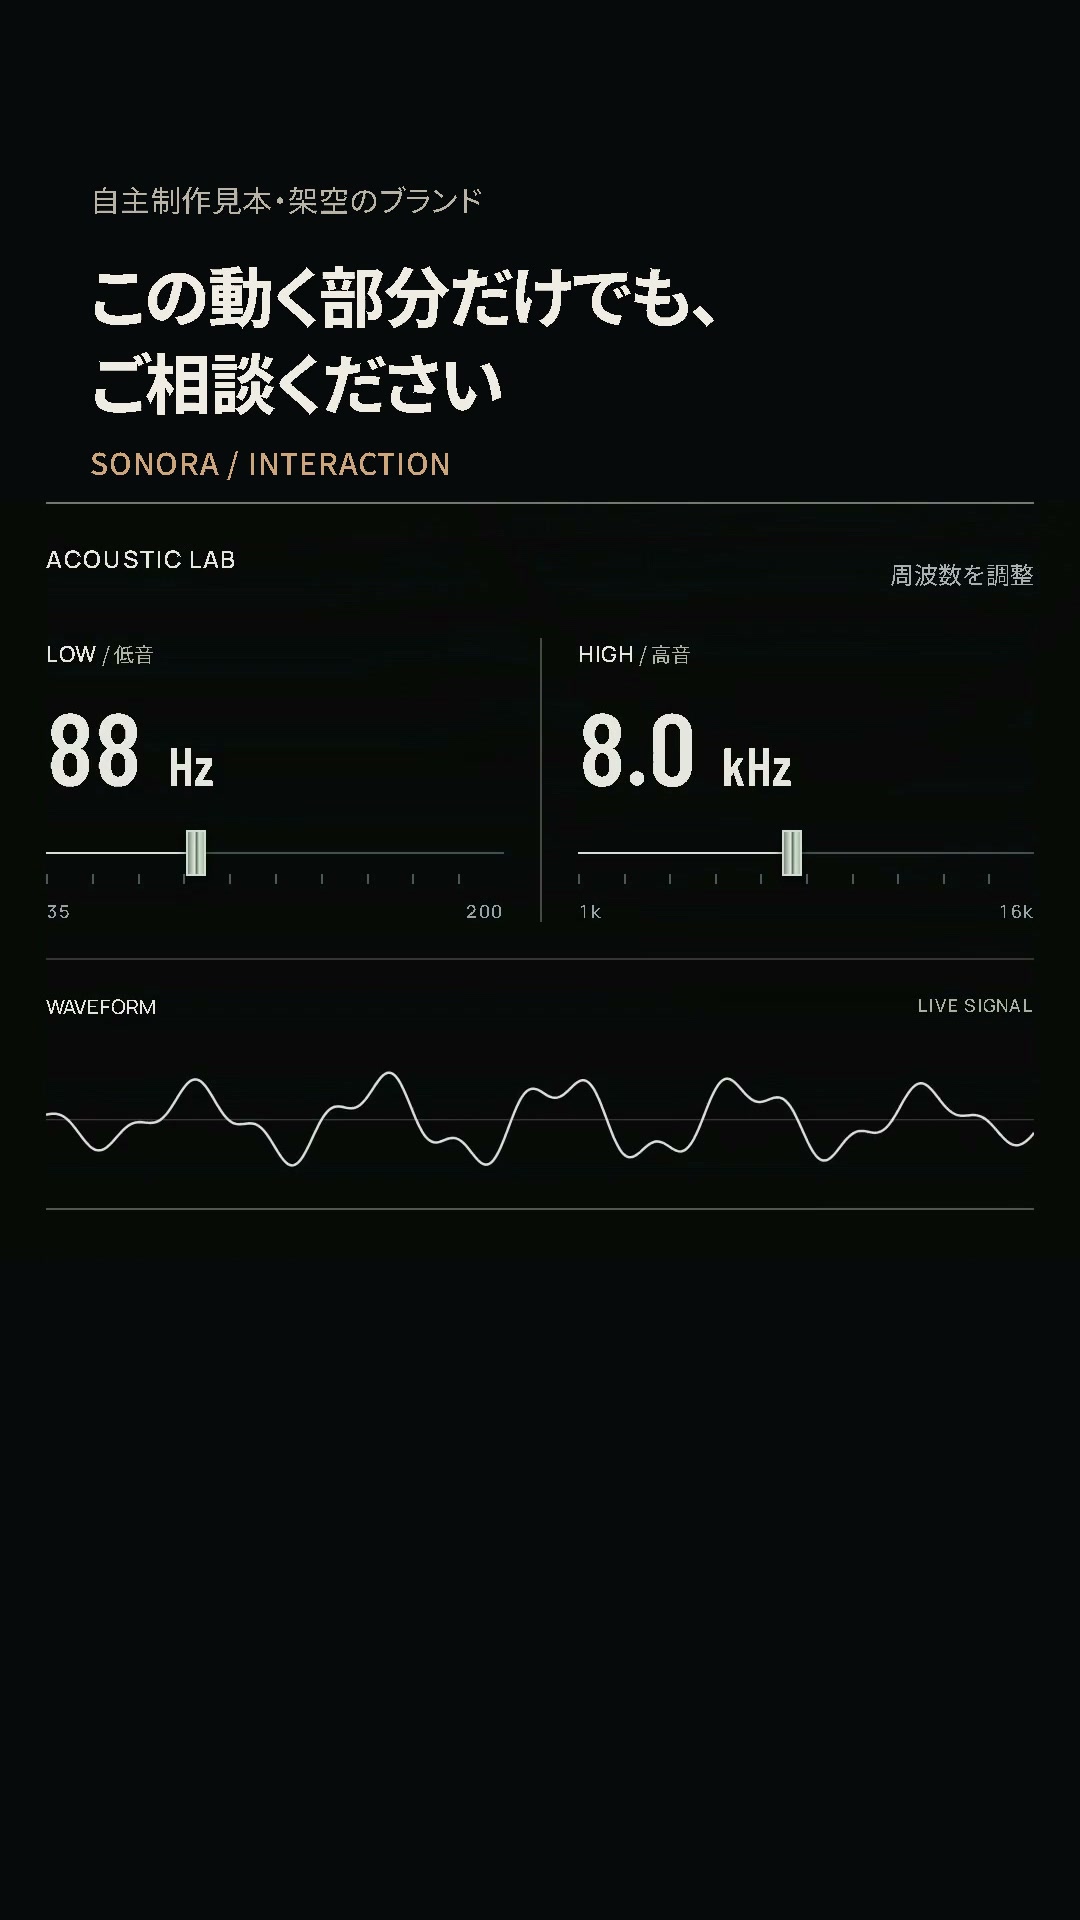 自主制作見本・架空のブランド
この動く部分だけでも、
ご相談ください
SONORA / INTERACTION
ACOUSTIC LAB
周波数を調整
LOW / 低音
88 Hz
35 200
HIGH / 高音
8.0 kHz
1k 16k
WAVEFORM
LIVE SIGNAL